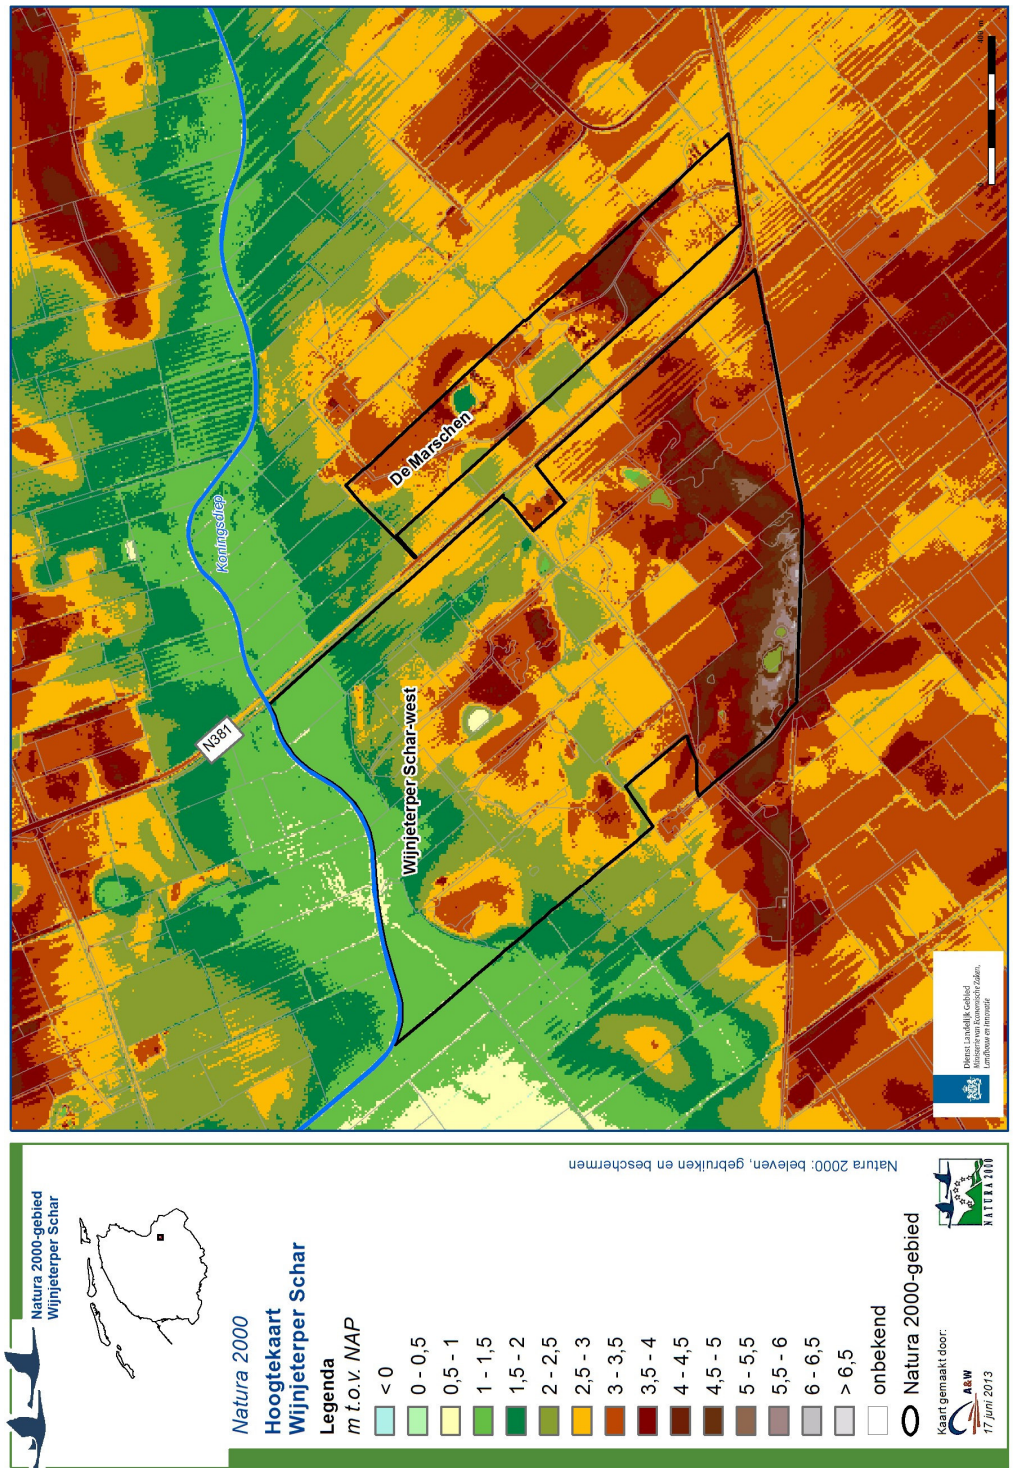 Natura 2000-gebied
Wijnjeterper Schar
Natura 2000
Hoogtekaart
Wijnjeterper Schar
Legenda
m t.o.v. NAP
< 0
0 - 0,5
0,5 - 1
1 - 1,5
1,5 - 2
2 - 2,5
2,5 - 3
3 - 3,5
3,5 - 4
4 - 4,5
4,5 - 5
5 - 5,5
5,5 - 6
6 - 6,5
> 6,5
onbekend
Natura 2000-gebied
Kaart gemaakt door:
A&W
17 juni 2013
Natura 2000: beleven, gebruiken en beschermen
NATURA 2000
Koningsdiep
N381
De Marschen
Wijnjeterper Schar-west
Dienst Landelijk Gebied
Ministerie van Economische Zaken,
Landbouw en Innovatie